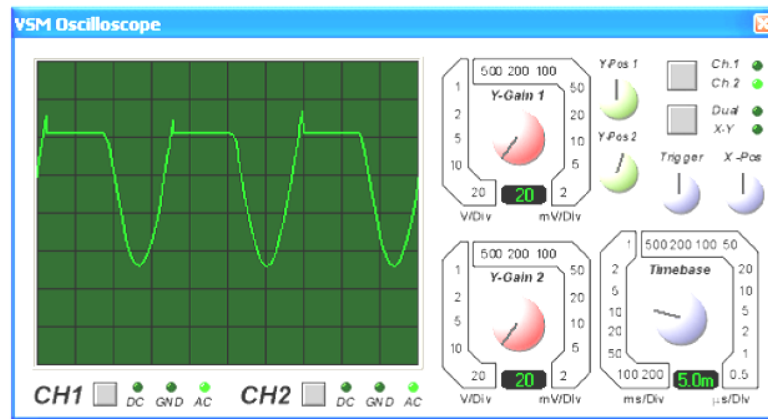 VSM Oscilloscope
500 200 100
1
2
5
10
20
50
20
10
5
2
Y-Gain 1
20
V/Div
mV/Div
Y-Pos 1
Y-Pos 2
Ch.1
Ch.2
Dual
X-Y
Trigger
X -Pos
500 200 100
1
2
5
10
20
50
20
10
5
2
Y-Gain 2
20
V/Div
mV/Div
1
500 200 100 50
2
5
10
20
50
100 200
20
10
5
2
1
0.5
Timebase
5.0m
ms/Div
µs/Div
CH1
DC
GND
AC
CH2
DC
GND
AC